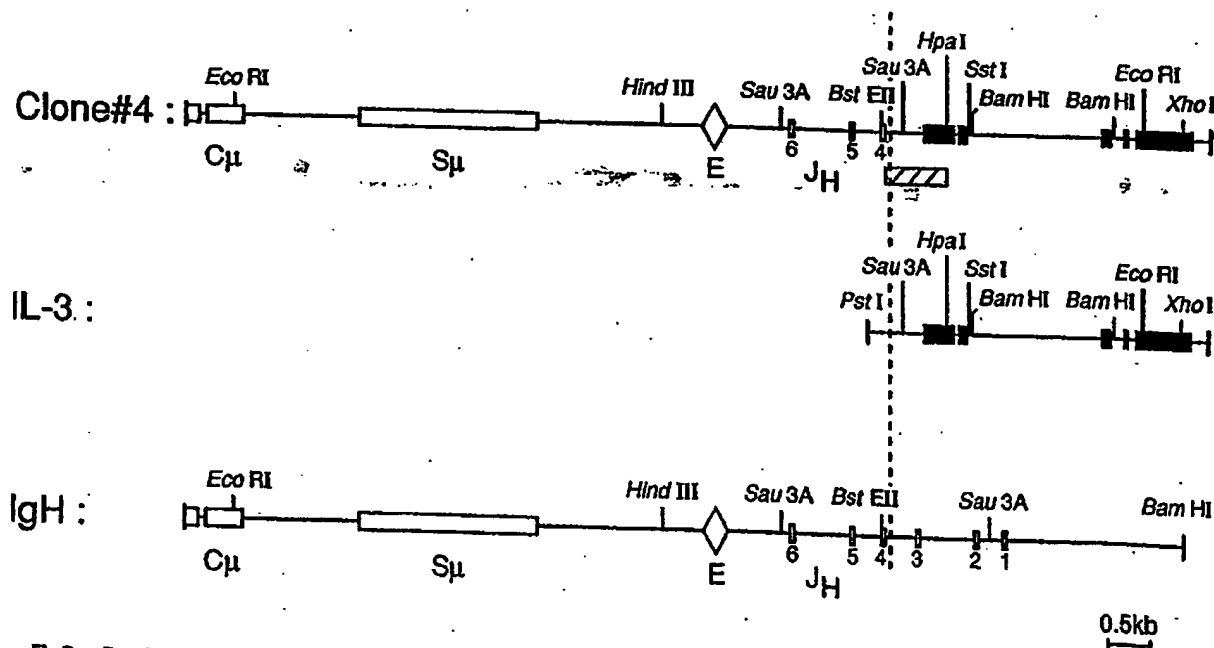 Hpa I
Eco RI
Hind III
Sau 3A
Bst EII
Sau 3A
Sst I
Bam HI
Bam HI
Eco RI
Xho I
Clone#4 :
6
5
4
Cμ
Sμ
E
JH
Hpa I
Sau 3A
Sst I
Eco RI
IL-3 :
Pst I
Bam HI
Bam HI
Xho I
Eco RI
Hind III
Sau 3A
Bst EII
Sau 3A
Bam HI
IgH :
6
5
4
3
2
1
Cμ
Sμ
E
JH
0.5kb